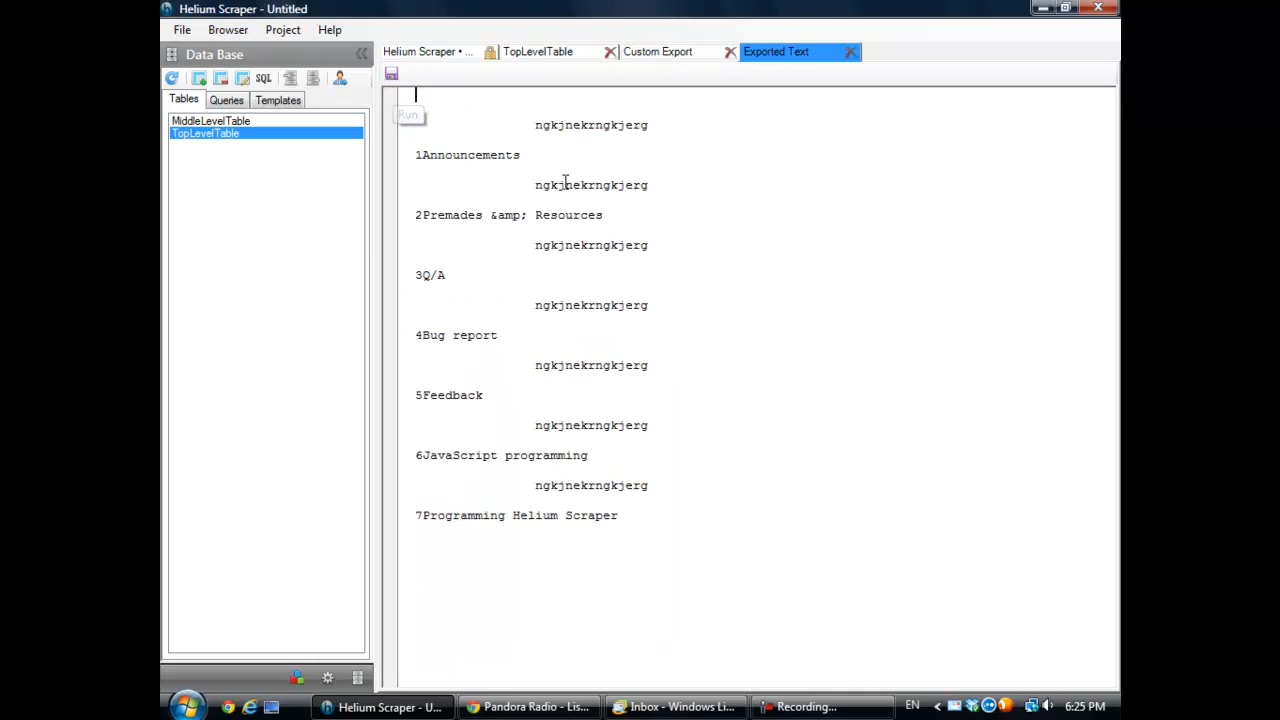 Helium Scraper - Untitled
File Browser Project Help
Data Base
Helium Scraper • ... TopLevelTable Custom Export Exported Text
SQL
Tables Queries Templates
MiddleLevelTable
TopLevelTable
Run
ngkjnekrngkjerg
1Announcements
ngkjnekrngkjerg
2Premades &amp; Resources
ngkjnekrngkjerg
3Q/A
ngkjnekrngkjerg
4Bug report
ngkjnekrngkjerg
5Feedback
ngkjnekrngkjerg
6JavaScript programming
ngkjnekrngkjerg
7Programming Helium Scraper
Helium Scraper - U... Pandora Radio - Lis... Inbox - Windows Li... Recording... EN 6:25 PM